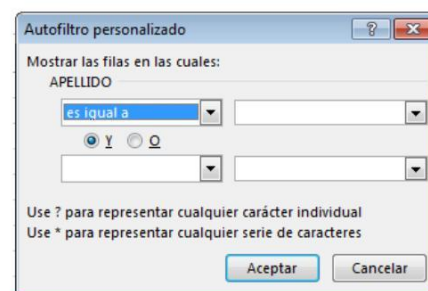 Autofiltro personalizado
Mostrar las filas en las cuales:
APELLIDO
es igual a
Y O
Use ? para representar cualquier carácter individual
Use * para representar cualquier serie de caracteres
Aceptar Cancelar